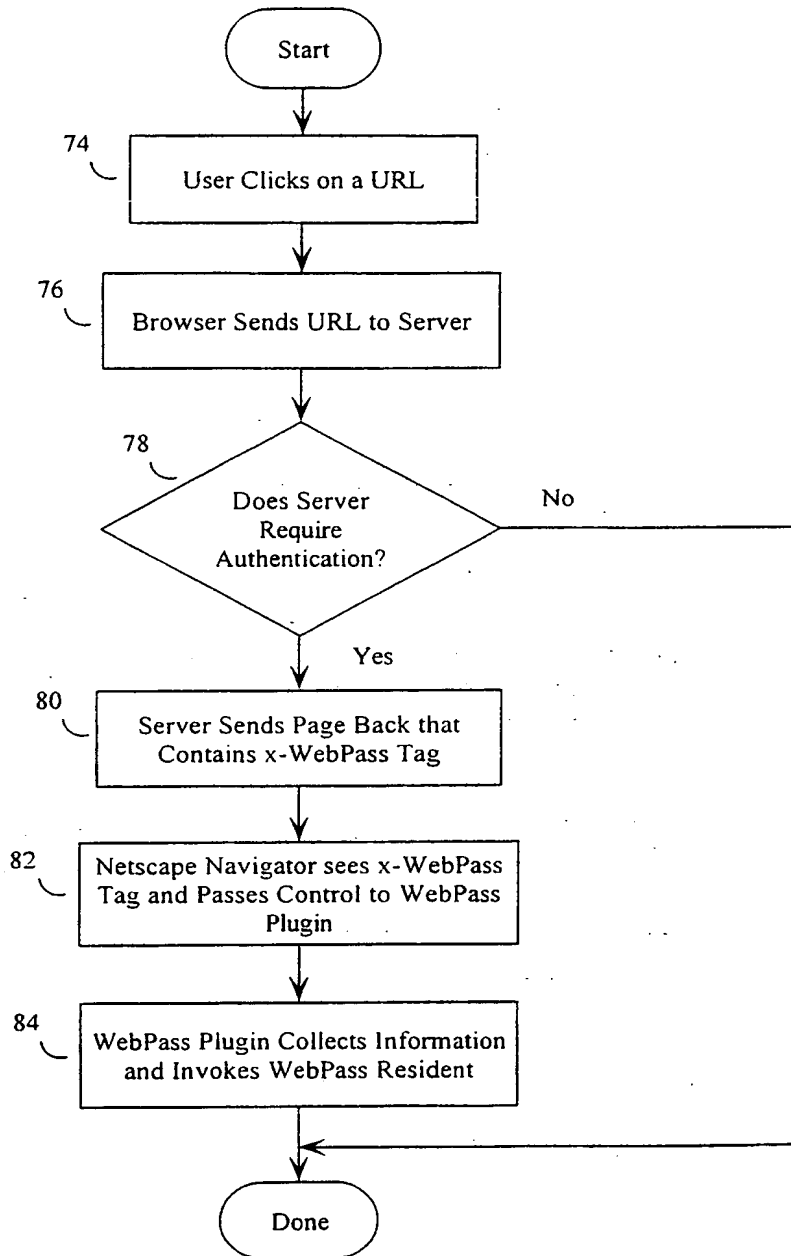 Start
74
User Clicks on a URL
76
Browser Sends URL to Server
78
Does Server
Require
Authentication?
No
Yes
80
Server Sends Page Back that
Contains x-WebPass Tag
82
Netscape Navigator sees x-WebPass
Tag and Passes Control to WebPass
Plugin
84
WebPass Plugin Collects Information
and Invokes WebPass Resident
Done